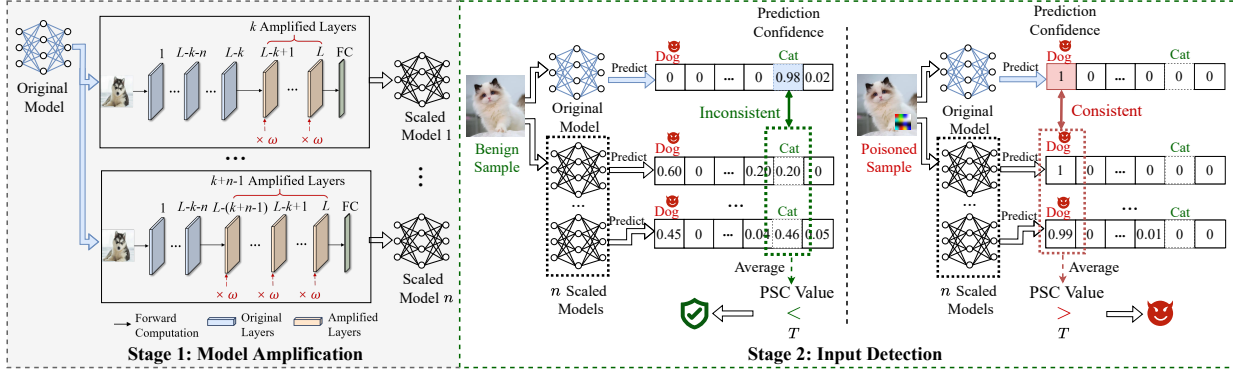 Original
Model
k Amplified Layers
1 L-k-n L-k L-k+1 L FC
... ... ...
× ω × ω
Scaled
Model 1
...
...
k+n-1 Amplified Layers
1 L-k-n L-(k+n-1) L-k+1 L FC
... ... ...
× ω × ω × ω
Scaled
Model n
Forward
Computation
Original
Layers
Amplified
Layers
Stage 1: Model Amplification
Benign
Sample
Original
Model
Predict
Prediction
Confidence
Dog Cat
0 0 ... 0 0.98 0.02
Inconsistent
Predict
Dog Cat
0.60 0 ... 0.20 0.20 0
...
...
Predict
Dog Cat
0.45 0 ... 0.04 0.46 0.05
n Scaled
Models
Average
PSC Value
<
T
Poisoned
Sample
Original
Model
Predict
Prediction
Confidence
Dog Cat
1 0 ... 0 0 0
Consistent
Predict
Dog Cat
1 0 ... 0 0 0
...
...
Predict
Dog Cat
0.99 0 ... 0.01 0 0
n Scaled
Models
Average
PSC Value
>
T
Stage 2: Input Detection